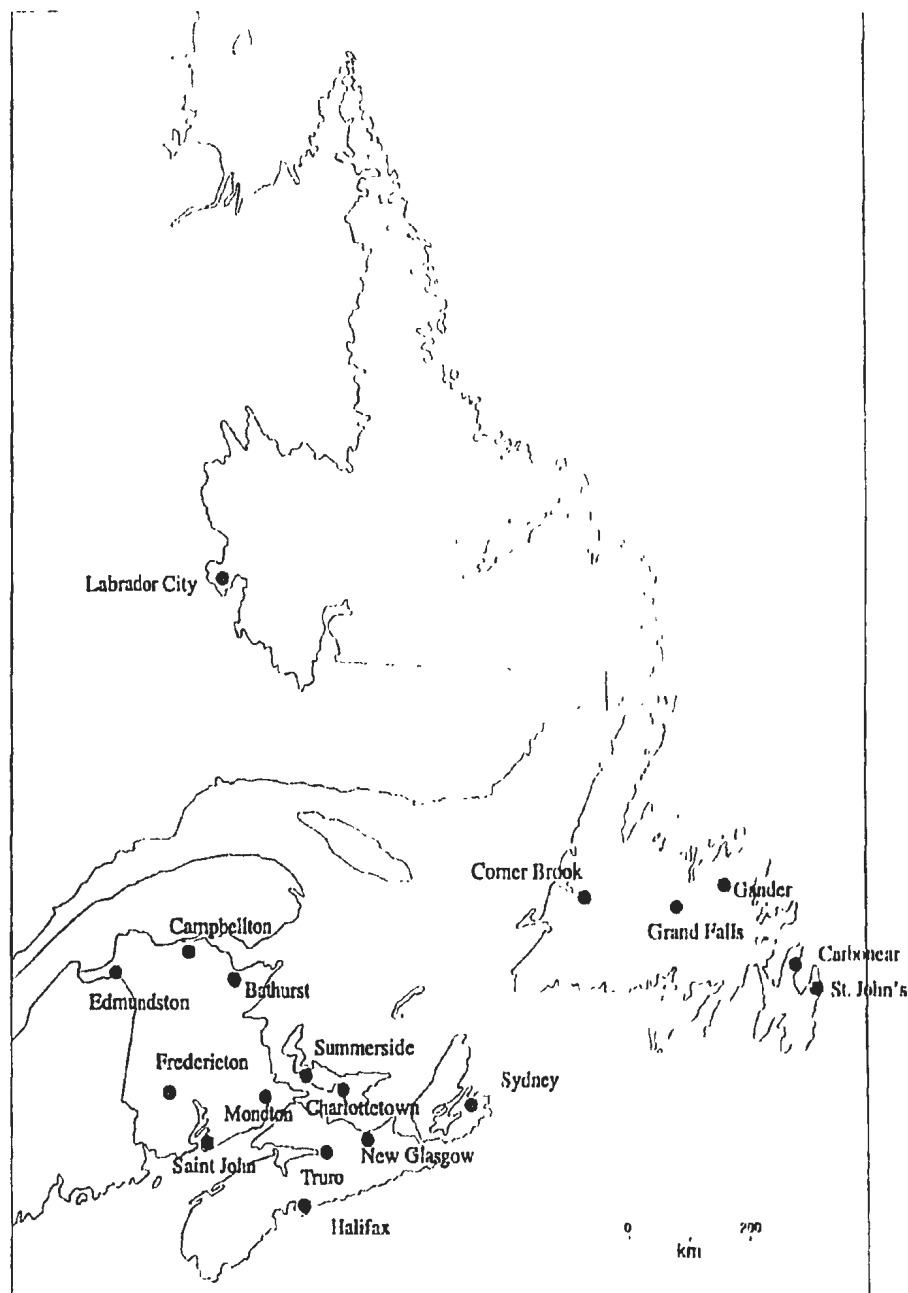 Labrador City
Corner Brook
Gander
Grand Falls
Campbellton
Carbonear
Edmundston
Bathurst
St. John's
Summerside
Fredericton
Sydney
Charlottetown
Moncton
New Glasgow
Saint John
Truro
Halifax
0 200
km